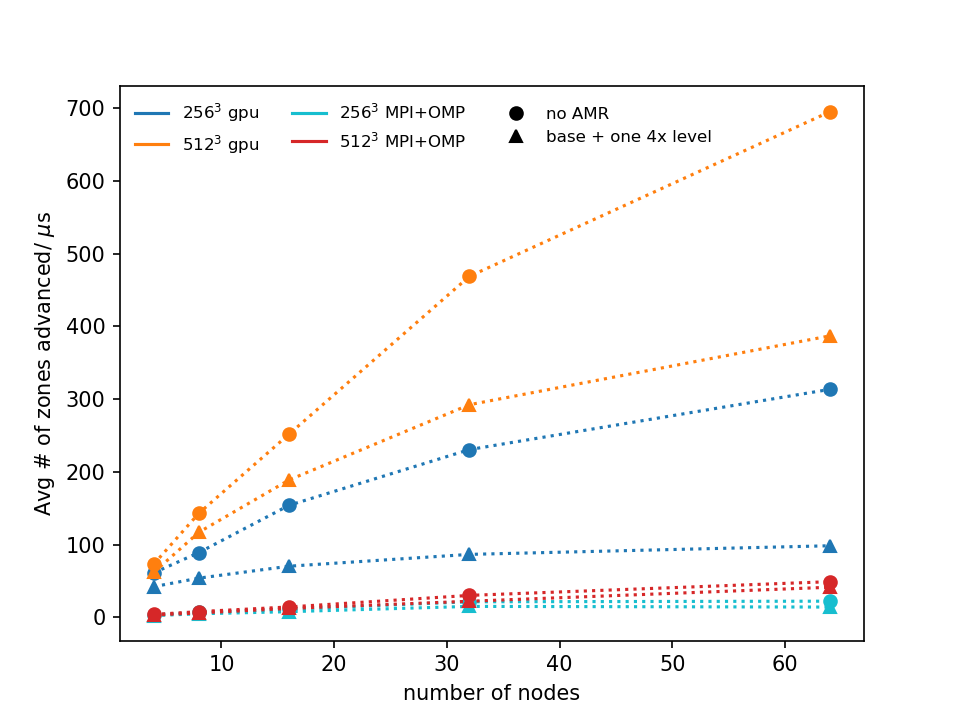 700
600
500
400
300
200
100
0
Avg # of zones advanced/ μs
256³ gpu
512³ gpu
256³ MPI+OMP
512³ MPI+OMP
no AMR
base + one 4x level
10 20 30 40 50 60
number of nodes